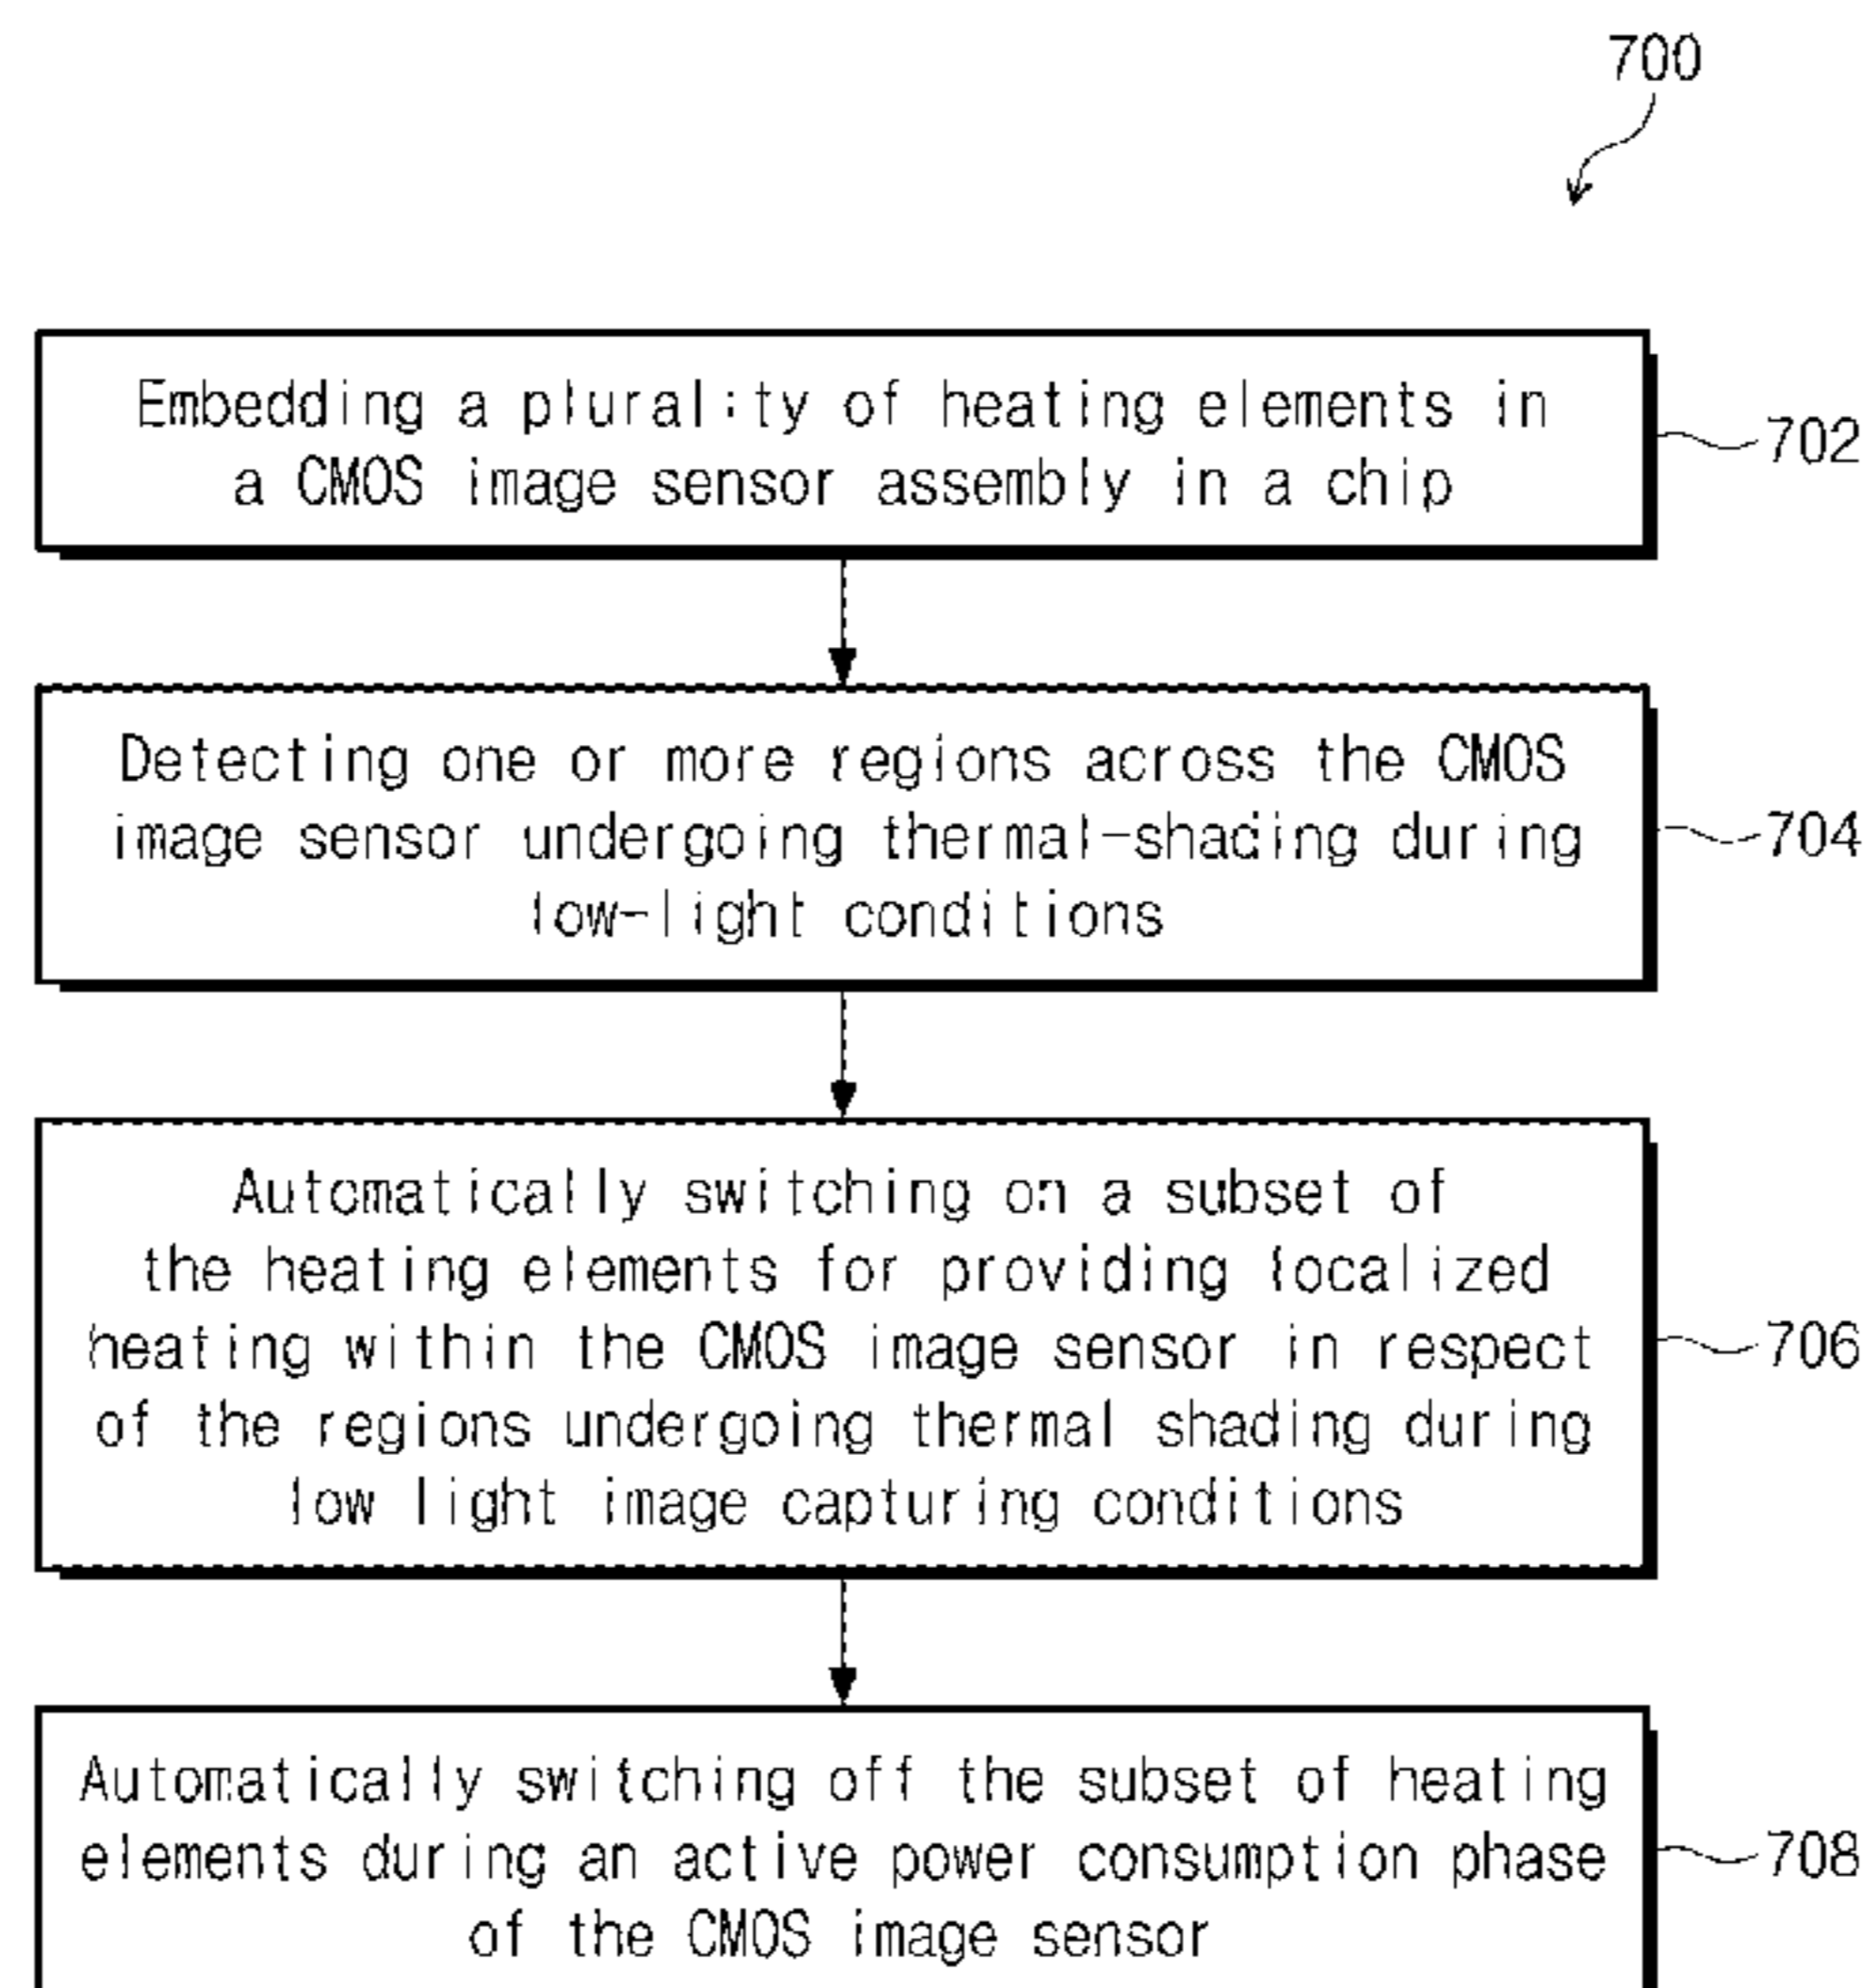 700
Embedding a plurality of heating elements in
a CMOS image sensor assembly in a chip
702
Detecting one or more regions across the CMOS
image sensor undergoing thermal-shading during
low-light conditions
704
Automatically switching on a subset of
the heating elements for providing localized
heating within the CMOS image sensor in respect
of the regions undergoing thermal shading during
low light image capturing conditions
706
Automatically switching off the subset of heating
elements during an active power consumption phase
of the CMOS image sensor
708